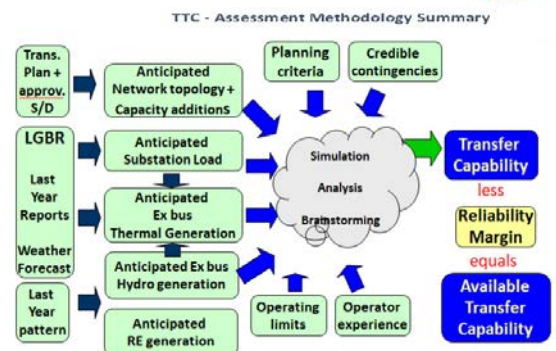 TTC - Assessment Methodology Summary
Trans.
Plan +
approv.
S/D
Anticipated
Network topology +
Capacity additions
Planning
criteria
Credible
contingencies
LGBR
Last
Year
Reports
Weather
Forecast
Anticipated
Substation Load
Anticipated
Ex bus
Thermal Generation
Anticipated Ex bus
Hydro generation
Last
Year
pattern
Anticipated
RE generation
Simulation
Analysis
Brainstorming
Operating
limits
Operator
experience
Transfer
Capability
less
Reliability
Margin
equals
Available
Transfer
Capability